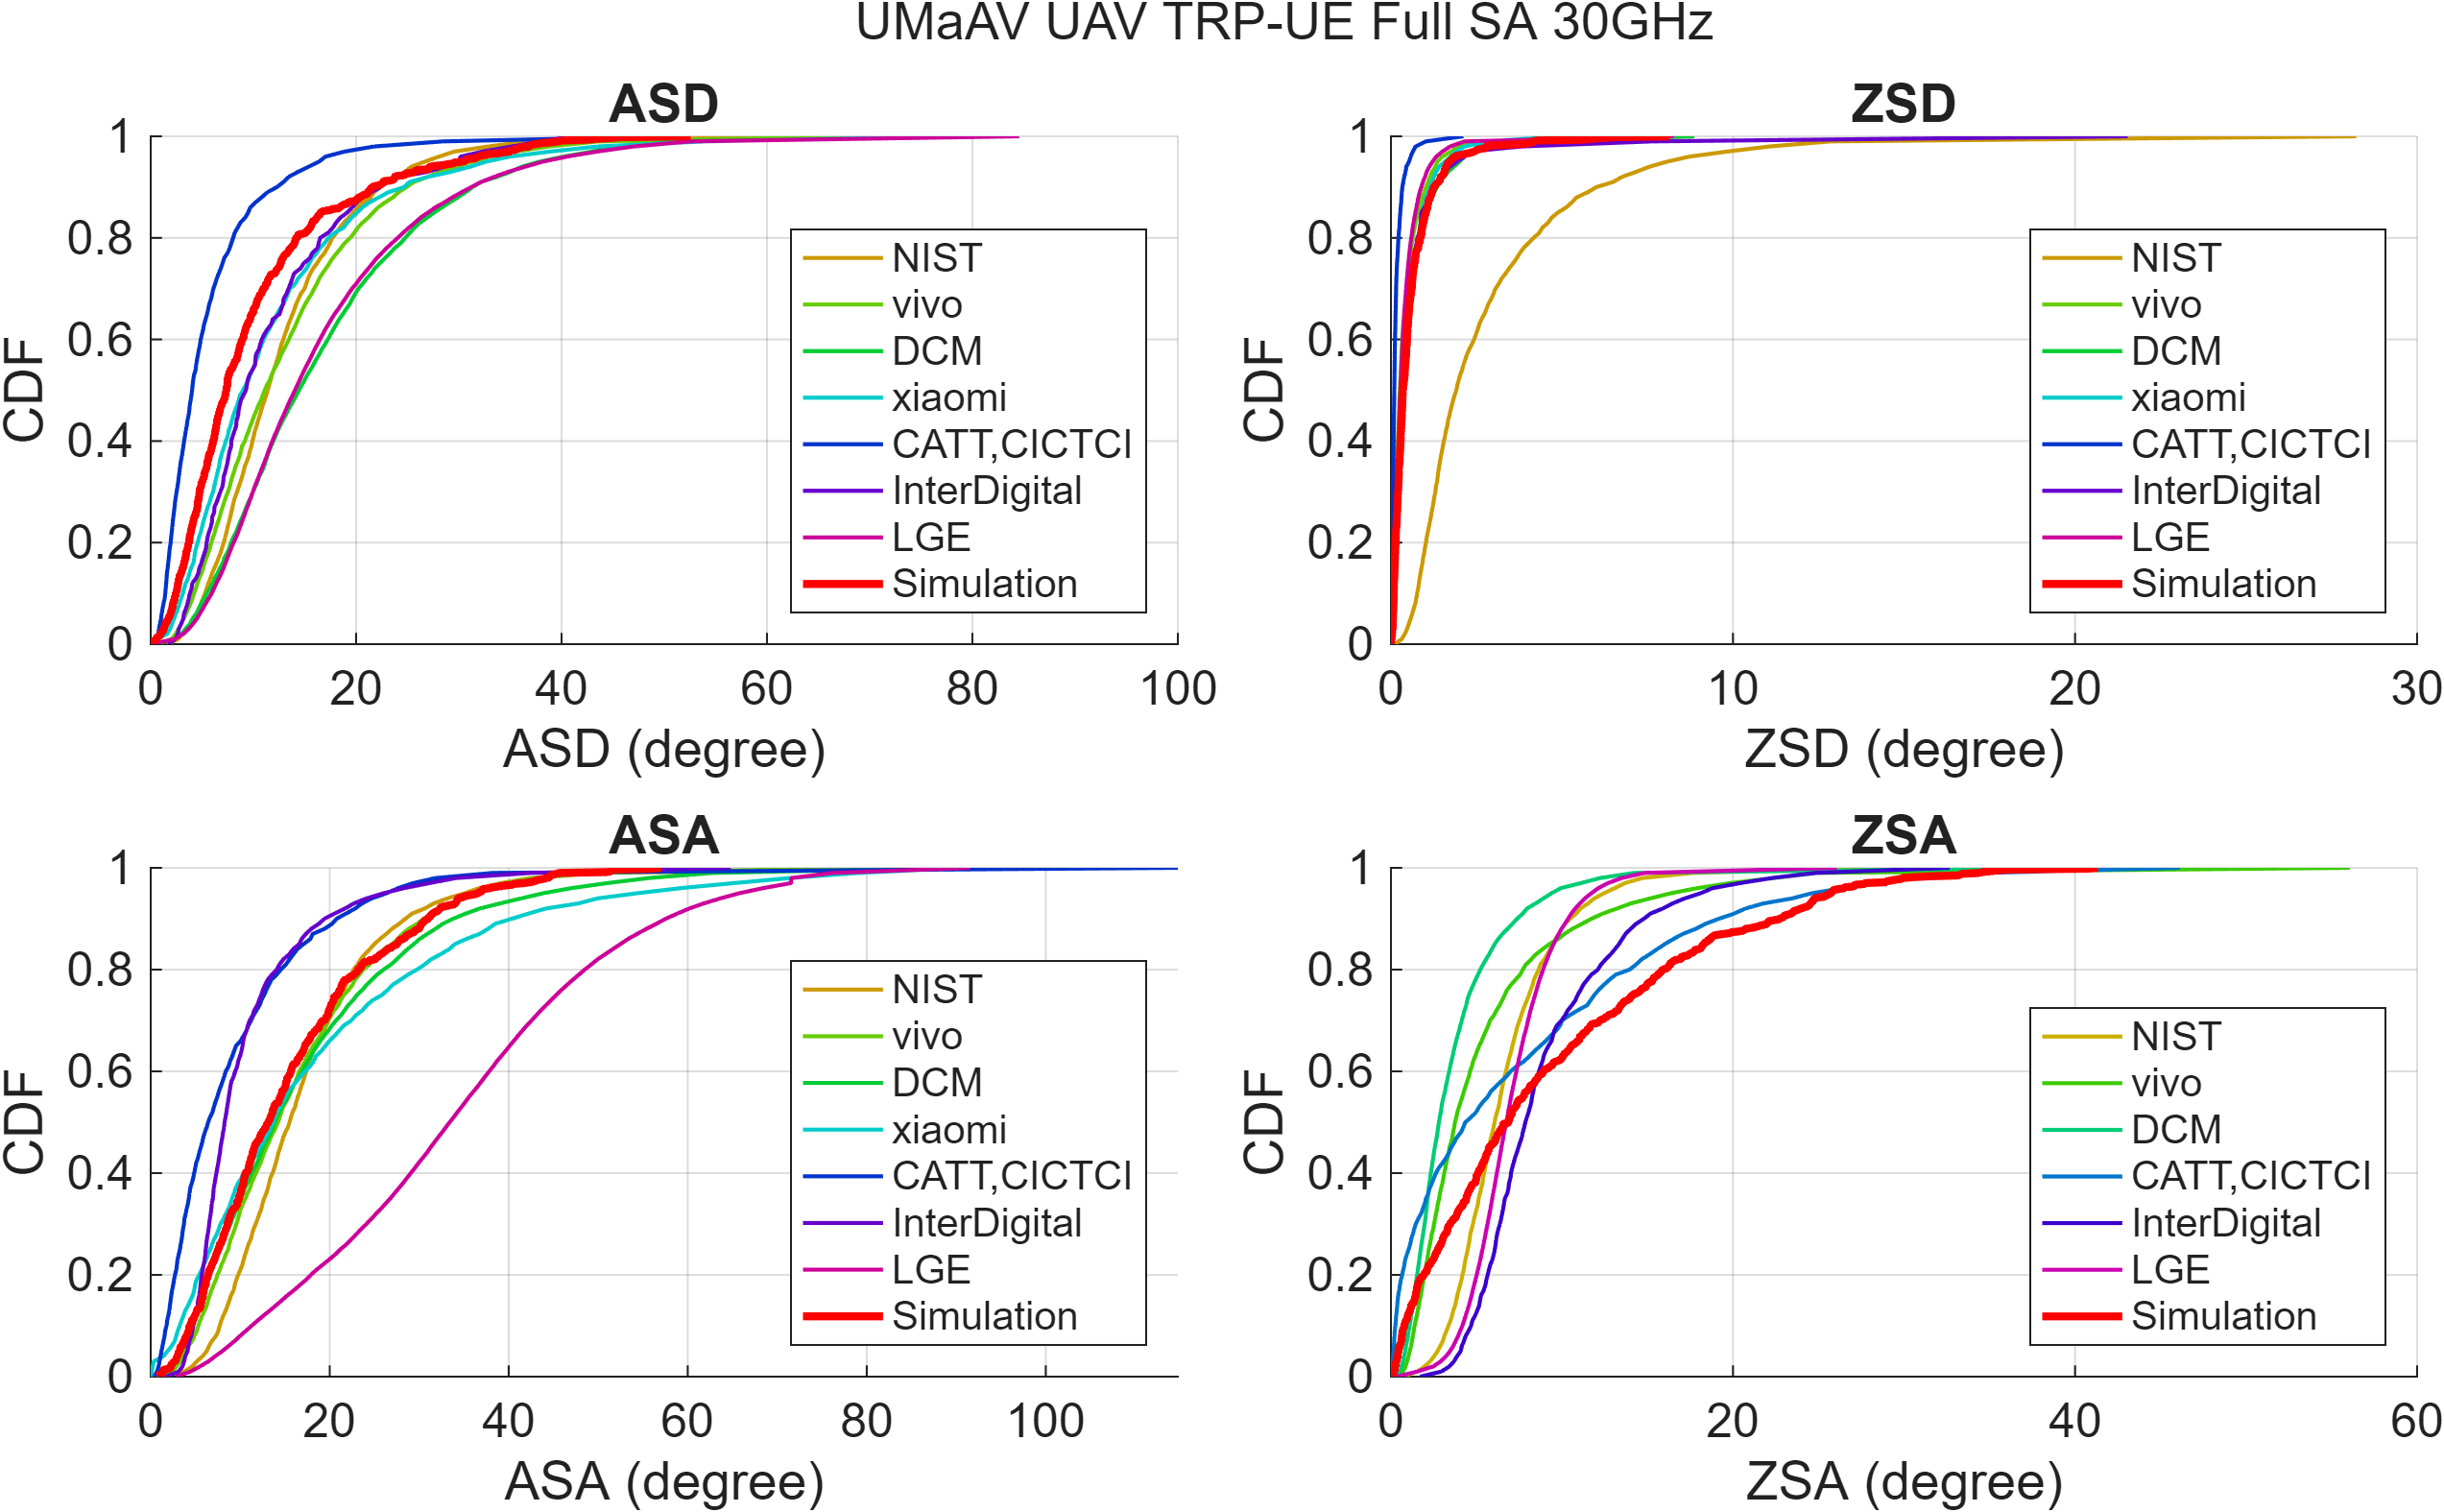 UMaAV UAV TRP-UE Full SA 30GHz
ASD
CDF
1
0.8
0.6
0.4
0.2
0
0 20 40 60 80 100
ASD (degree)
NIST
vivo
DCM
xiaomi
CATT,CICTCI
InterDigital
LGE
Simulation
ZSD
CDF
1
0.8
0.6
0.4
0.2
0
0 10 20 30
ZSD (degree)
NIST
vivo
DCM
xiaomi
CATT,CICTCI
InterDigital
LGE
Simulation
ASA
CDF
1
0.8
0.6
0.4
0.2
0
0 20 40 60 80 100
ASA (degree)
NIST
vivo
DCM
xiaomi
CATT,CICTCI
InterDigital
LGE
Simulation
ZSA
CDF
1
0.8
0.6
0.4
0.2
0
0 20 40 60
ZSA (degree)
NIST
vivo
DCM
CATT,CICTCI
InterDigital
LGE
Simulation